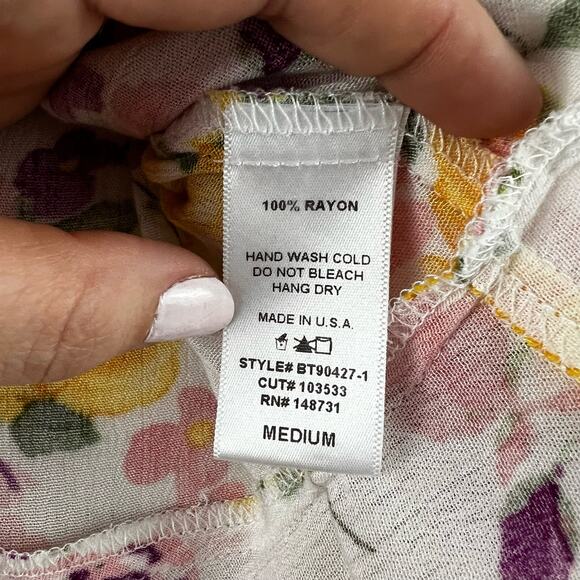 100% RAYON
HAND WASH COLD
DO NOT BLEACH
HANG DRY
MADE IN U.S.A.
STYLE# BT90427-1
CUT# 103533
RN# 148731
MEDIUM